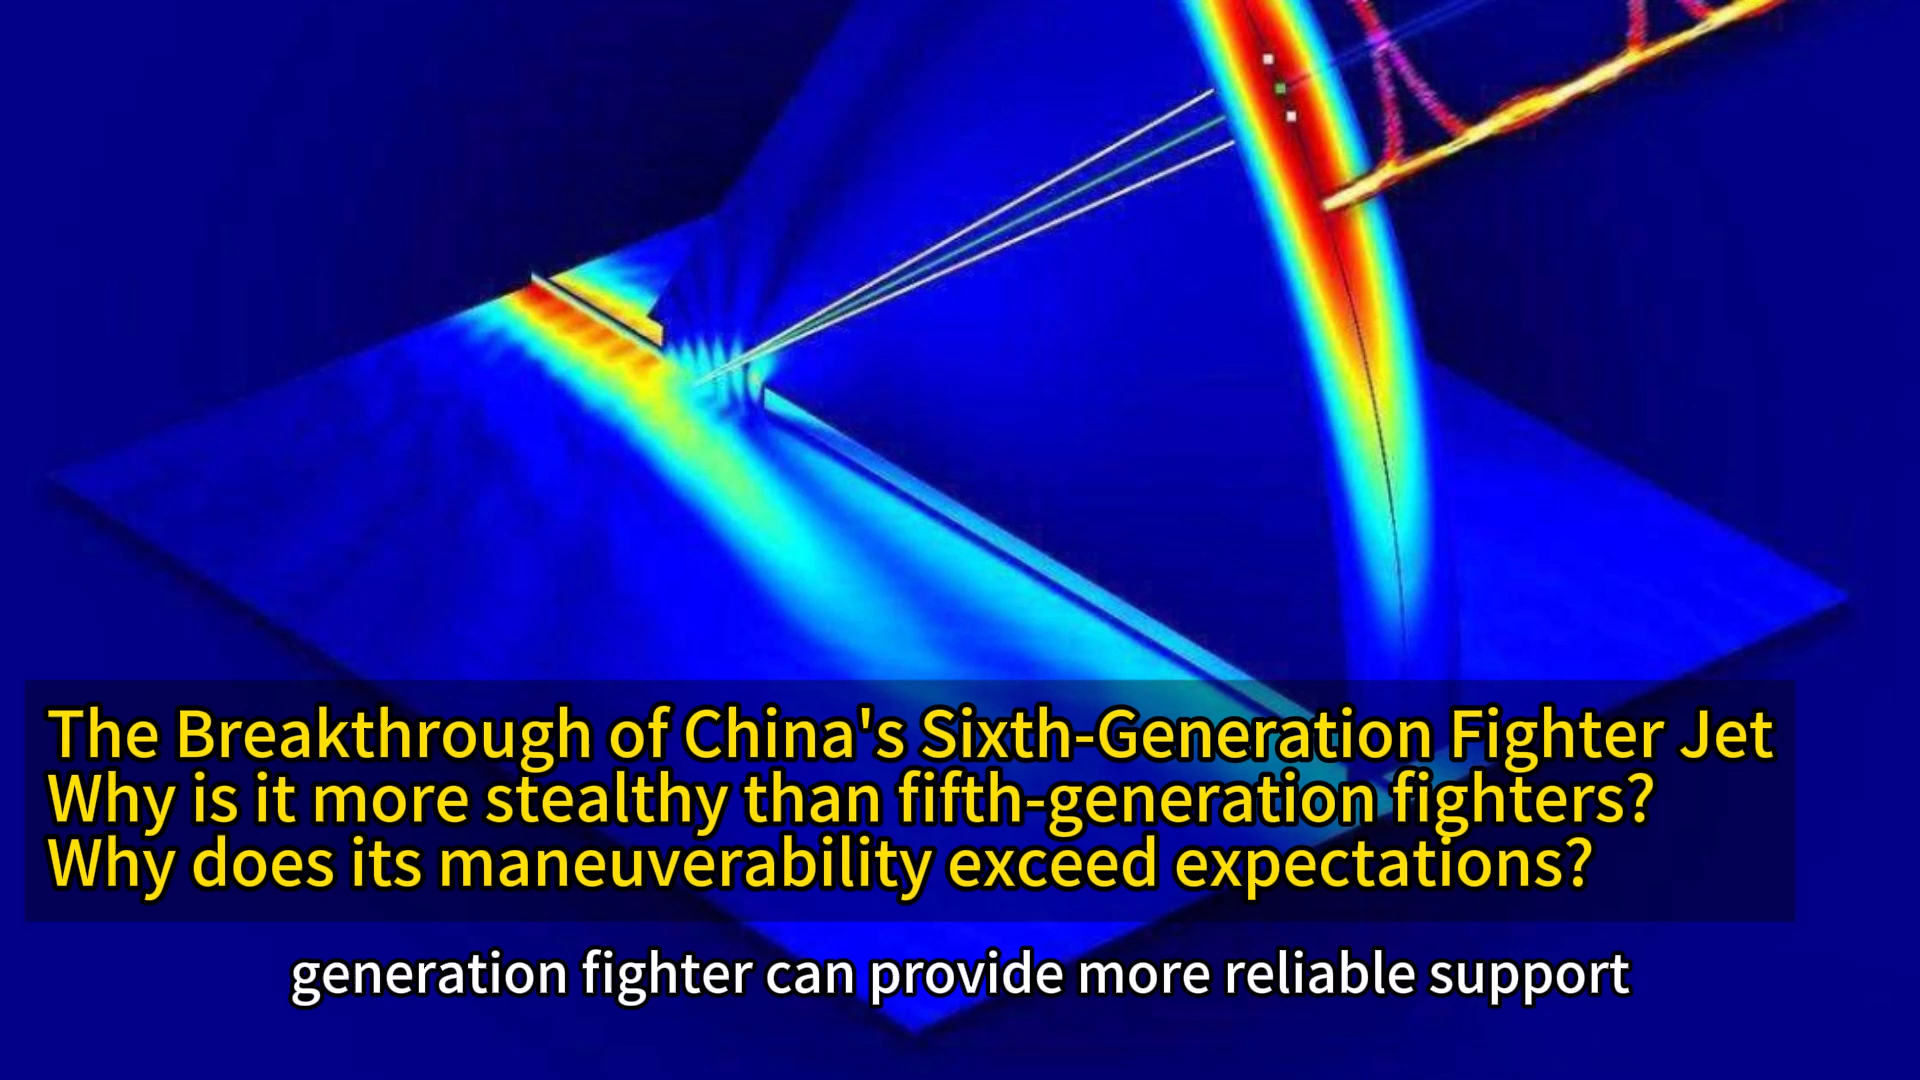 The Breakthrough of China's Sixth-Generation Fighter Jet
Why is it more stealthy than fifth-generation fighters?
Why does its maneuverability exceed expectations?
generation fighter can provide more reliable support